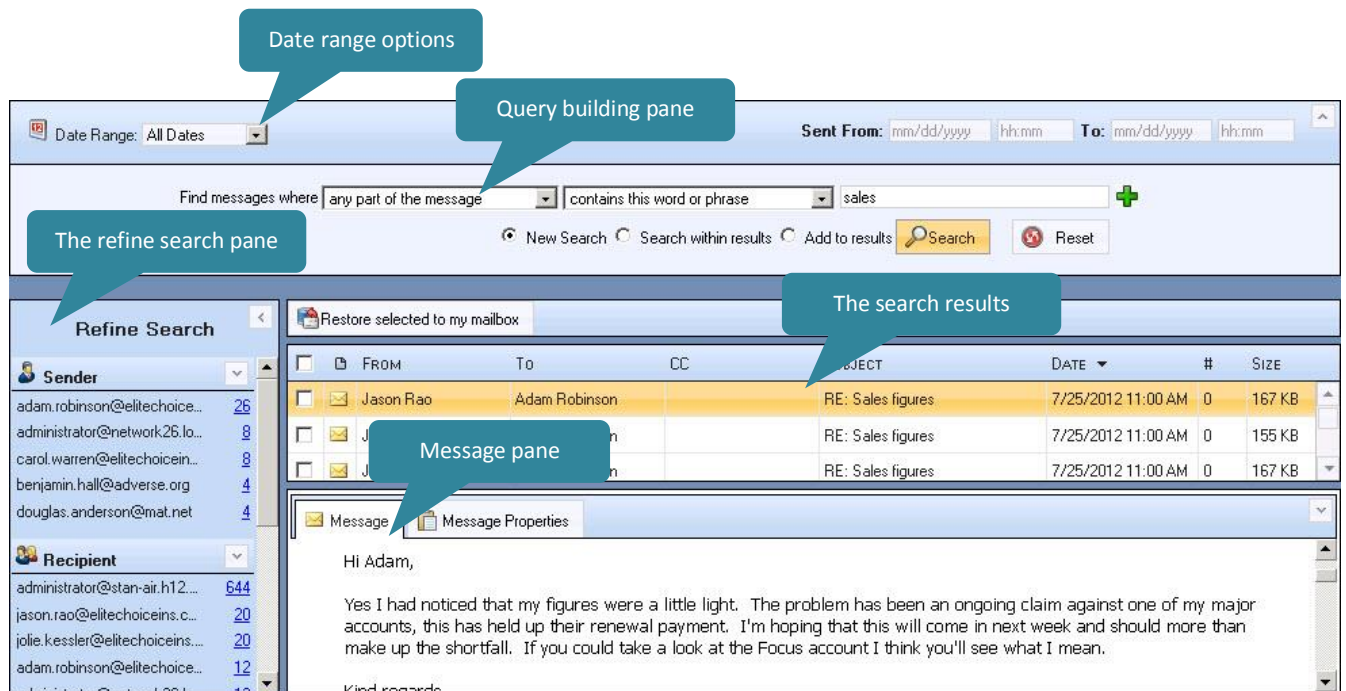 Date range options
Query building pane
Date Range: All Dates
Sent From: mm/dd/yyyy hh:mm To: mm/dd/yyyy hh:mm
Find messages where any part of the message contains this word or phrase sales
The refine search pane
New Search Search within results Add to results Search Reset
The search results
Refine Search
Restore selected to my mailbox
FROM TO CC DATE # SIZE
Sender
adam.robinson@elitechoice... 26
administrator@network26.lo... 8
carol.warren@elitechoicein... 8
benjamin.hall@adverse.org 4
douglas.anderson@mat.net 4
Jason Rao Adam Robinson RE: Sales figures 7/25/2012 11:00 AM 0 167 KB
RE: Sales figures 7/25/2012 11:00 AM 0 155 KB
RE: Sales figures 7/25/2012 11:00 AM 0 167 KB
Message pane
Message Message Properties
Recipient
administrator@stan-air.h12.... 644
jason.rao@elitechoiceins.c... 20
jolie.kessler@elitechoiceins.... 20
adam.robinson@elitechoice... 12
Hi Adam,
Yes I had noticed that my figures were a little light. The problem has been an ongoing claim against one of my major
accounts, this has held up their renewal payment. I'm hoping that this will come in next week and should more than
make up the shortfall. If you could take a look at the Focus account I think you'll see what I mean.
Kind regards